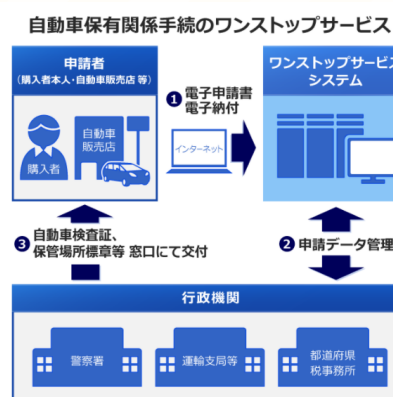 自動車保有関係手続のワンストップサービス
申請者
(購入者本人・自動車販売店 等)
購入者
自動車
販売店
❶ 電子申請書
電子納付
インターネット
ワンストップサービス
システム
❷ 申請データ管理
❸ 自動車検査証、
保管場所標章等 窓口にて交付
行政機関
警察署
運輸支局等
都道府県
税事務所